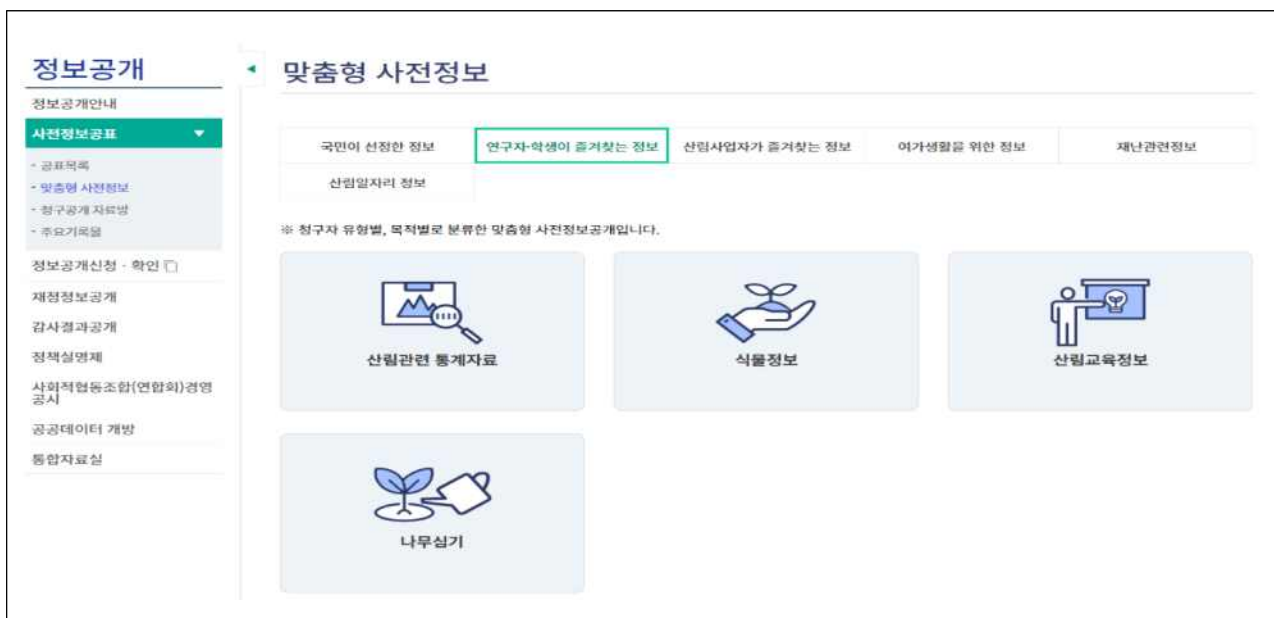 정보공개
정보공개안내
사전정보공표
- 공표목록
- 맞춤형 사전정보
- 청구공개 자료방
- 주요기록물
정보공개신청 · 확인
재정정보공개
감사결과공개
정책실명제
사회적협동조합(연합회)경영
공시
공공데이터 개방
통합자료실
맞춤형 사전정보
국민이 선정한 정보
연구자·학생이 즐겨찾는 정보
산림사업자가 즐겨찾는 정보
여가생활을 위한 정보
재난관련정보
산림일자리 정보
※ 청구자 유형별, 목적별로 분류한 맞춤형 사전정보공개입니다.
산림관련 통계자료
식물정보
산림교육정보
나무심기